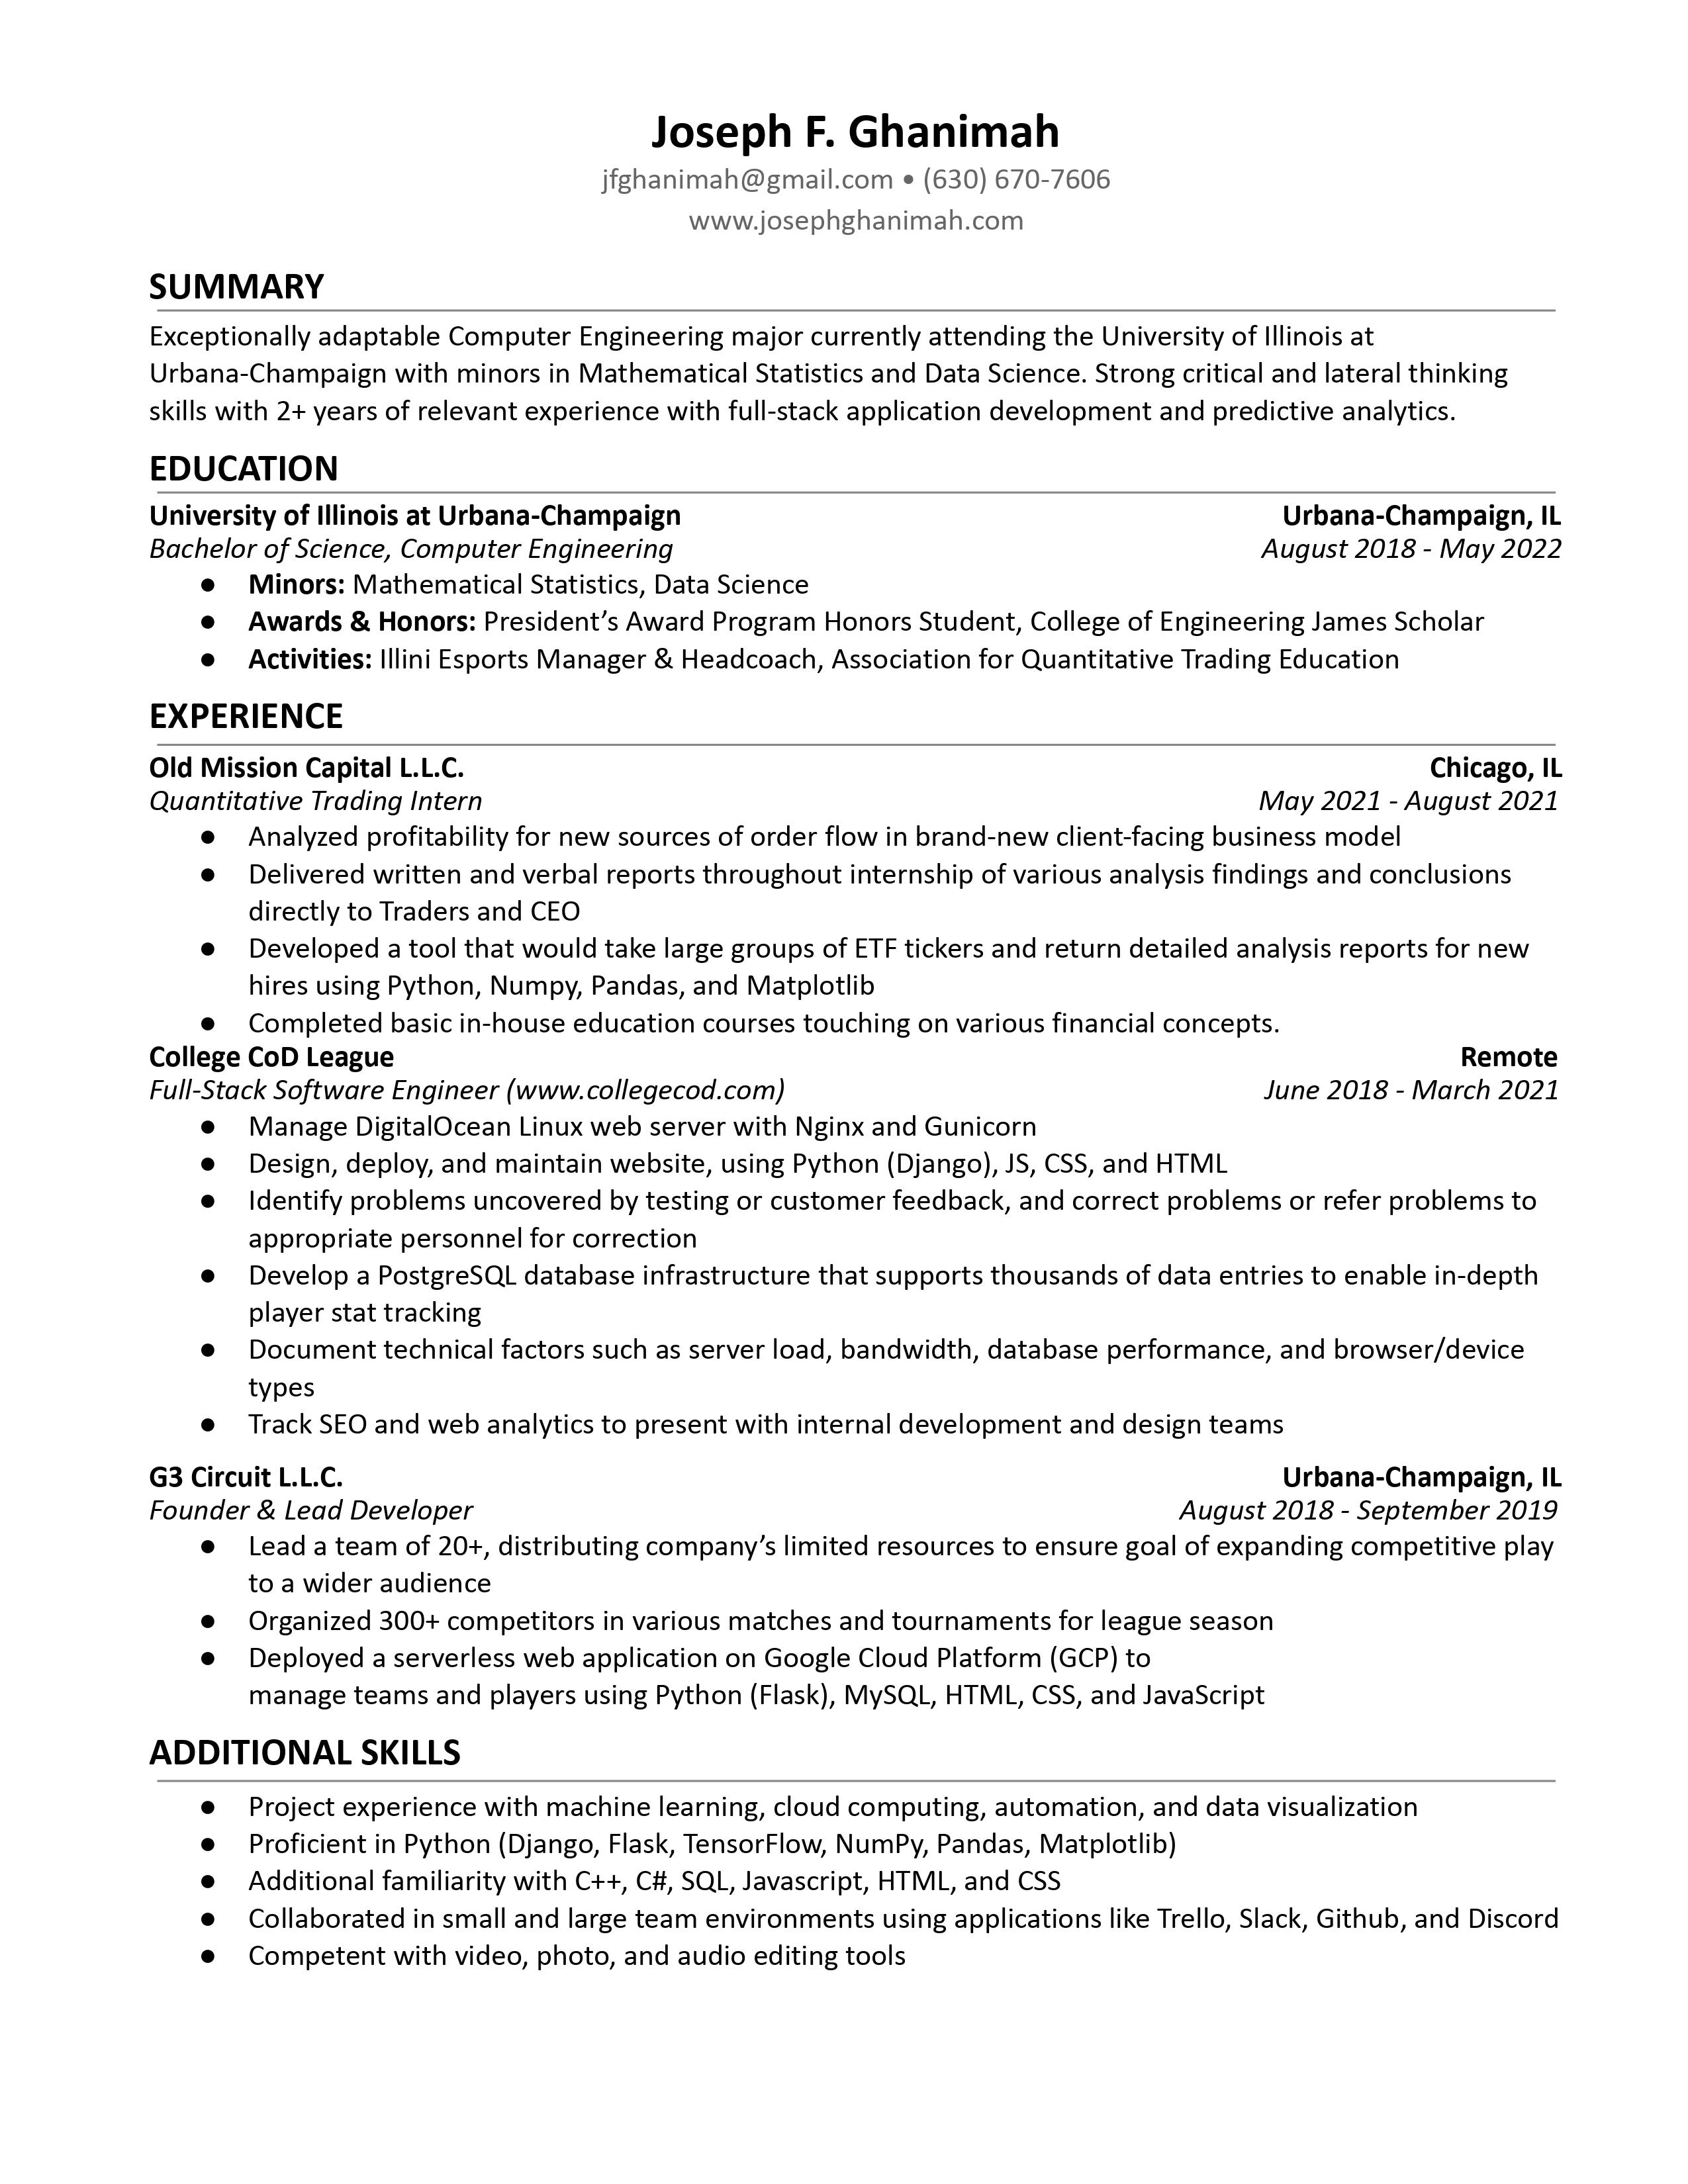 Joseph F. Ghanimah
jfghanimah@gmail.com • (630) 670-7606
www.josephghanimah.com
SUMMARY
Exceptionally adaptable Computer Engineering major currently attending the University of Illinois at
Urbana-Champaign with minors in Mathematical Statistics and Data Science. Strong critical and lateral thinking
skills with 2+ years of relevant experience with full-stack application development and predictive analytics.
EDUCATION
University of Illinois at Urbana-Champaign Urbana-Champaign, IL
Bachelor of Science, Computer Engineering August 2018 - May 2022
● Minors: Mathematical Statistics, Data Science
● Awards & Honors: President’s Award Program Honors Student, College of Engineering James Scholar
● Activities: Illini Esports Manager & Headcoach, Association for Quantitative Trading Education
EXPERIENCE
Old Mission Capital L.L.C. Chicago, IL
Quantitative Trading Intern May 2021 - August 2021
● Analyzed profitability for new sources of order flow in brand-new client-facing business model
● Delivered written and verbal reports throughout internship of various analysis findings and conclusions
directly to Traders and CEO
● Developed a tool that would take large groups of ETF tickers and return detailed analysis reports for new
hires using Python, Numpy, Pandas, and Matplotlib
● Completed basic in-house education courses touching on various financial concepts.
College CoD League Remote
Full-Stack Software Engineer (www.collegecod.com) June 2018 - March 2021
● Manage DigitalOcean Linux web server with Nginx and Gunicorn
● Design, deploy, and maintain website, using Python (Django), JS, CSS, and HTML
● Identify problems uncovered by testing or customer feedback, and correct problems or refer problems to
appropriate personnel for correction
● Develop a PostgreSQL database infrastructure that supports thousands of data entries to enable in-depth
player stat tracking
● Document technical factors such as server load, bandwidth, database performance, and browser/device
types
● Track SEO and web analytics to present with internal development and design teams
G3 Circuit L.L.C. Urbana-Champaign, IL
Founder & Lead Developer August 2018 - September 2019
● Lead a team of 20+, distributing company’s limited resources to ensure goal of expanding competitive play
to a wider audience
● Organized 300+ competitors in various matches and tournaments for league season
● Deployed a serverless web application on Google Cloud Platform (GCP) to
manage teams and players using Python (Flask), MySQL, HTML, CSS, and JavaScript
ADDITIONAL SKILLS
● Project experience with machine learning, cloud computing, automation, and data visualization
● Proficient in Python (Django, Flask, TensorFlow, NumPy, Pandas, Matplotlib)
● Additional familiarity with C++, C#, SQL, Javascript, HTML, and CSS
● Collaborated in small and large team environments using applications like Trello, Slack, Github, and Discord
● Competent with video, photo, and audio editing tools